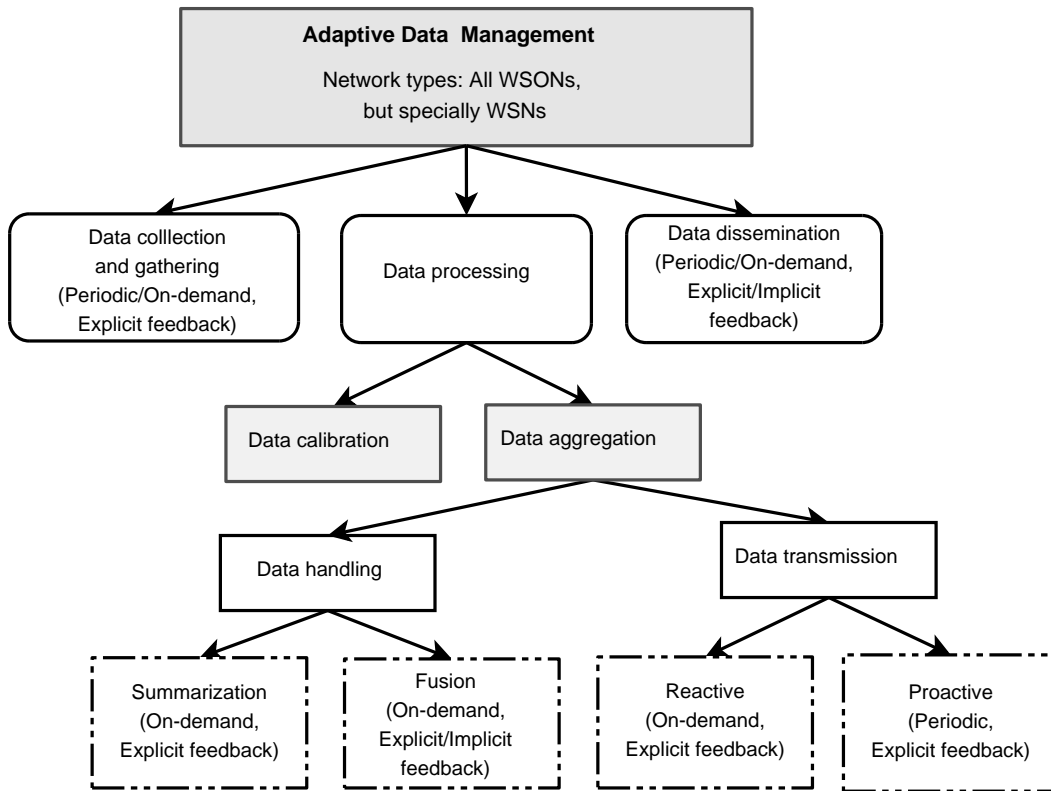 Adaptive Data Management
Network types: All WSONs,
but specially WSNs
Data colllection
and gathering
(Periodic/On-demand,
Explicit feedback)
Data processing
Data dissemination
(Periodic/On-demand,
Explicit/Implicit
feedback)
Data calibration
Data aggregation
Data handling
Data transmission
Summarization
(On-demand,
Explicit feedback)
Fusion
(On-demand,
Explicit/Implicit
feedback)
Reactive
(On-demand,
Explicit feedback)
Proactive
(Periodic,
Explicit feedback)